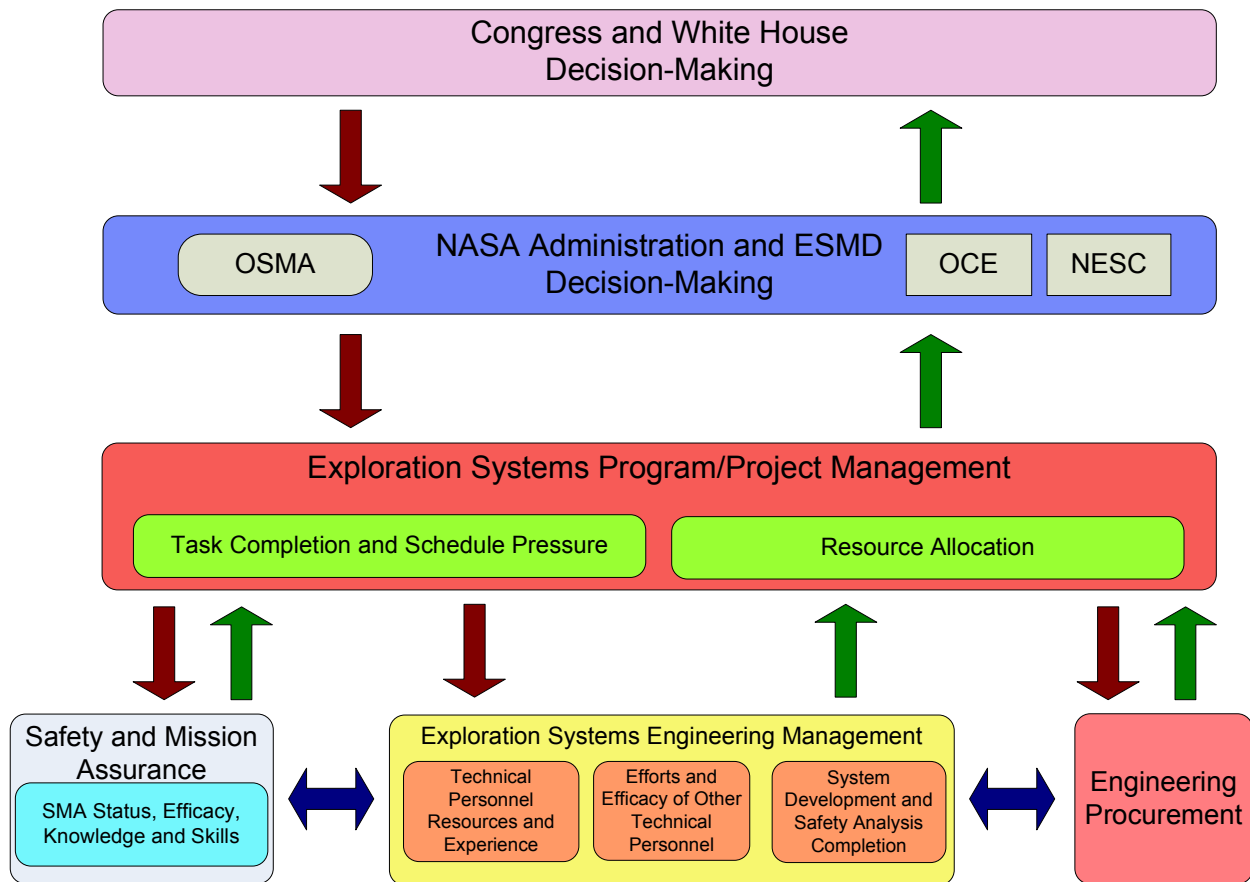 Congress and White House
Decision-Making
OSMA
NASA Administration and ESMD
Decision-Making
OCE
NESC
Exploration Systems Program/Project Management
Task Completion and Schedule Pressure
Resource Allocation
Safety and Mission
Assurance
SMA Status, Efficacy,
Knowledge and Skills
Exploration Systems Engineering Management
Technical
Personnel
Resources and
Experience
Efforts and
Efficacy of Other
Technical
Personnel
System
Development and
Safety Analysis
Completion
Engineering
Procurement